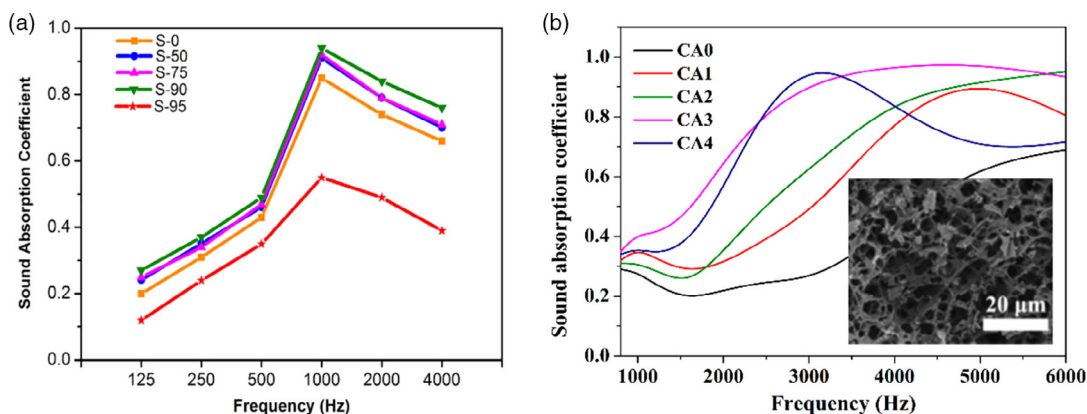 (a)
S-0
S-50
S-75
S-90
S-95
1.0
0.8
0.6
0.4
0.2
0.0
Sound Absorption Coefficient
125 250 500 1000 2000 4000
Frequency (Hz)
(b)
CA0
CA1
CA2
CA3
CA4
1.0
0.8
0.6
0.4
0.2
0.0
Sound absorption coefficient
20 μm
1000 2000 3000 4000 5000 6000
Frequency (Hz)